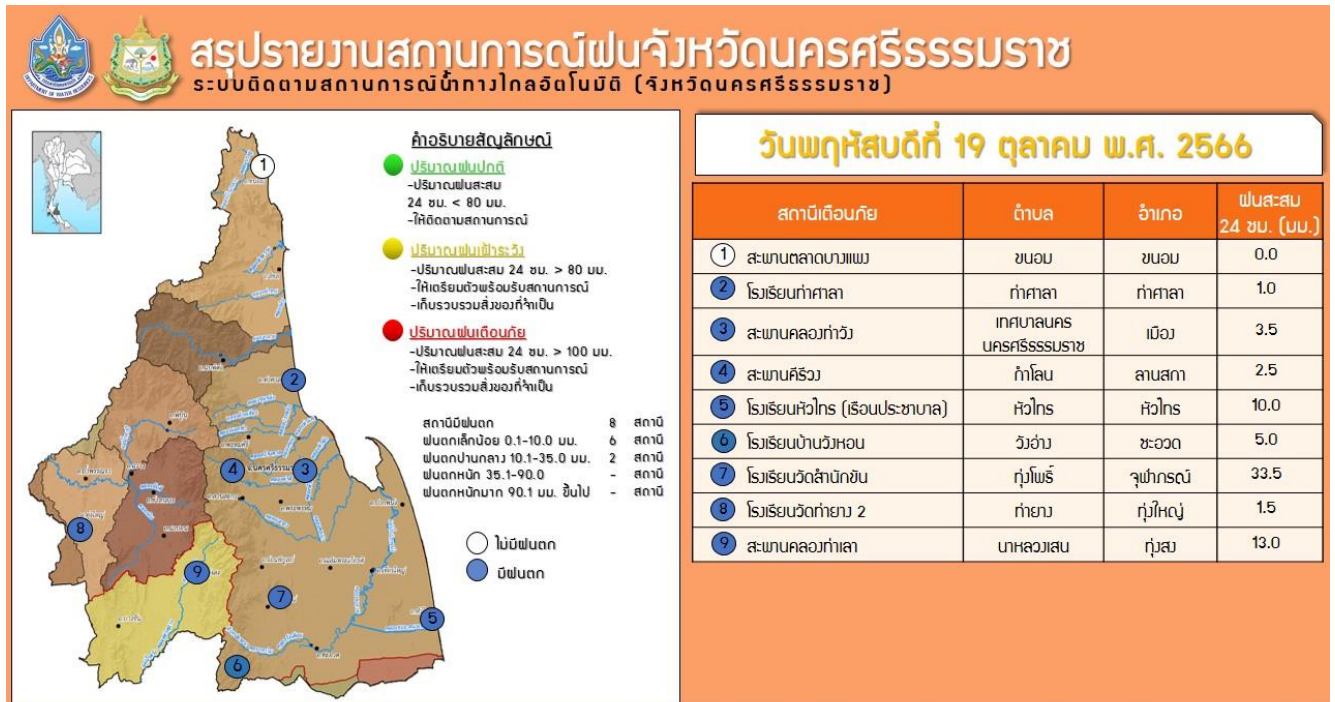 สรุปรายงานสถานการณ์ฝนจังหวัดนครศรีธรรมราช
ระบบติดตามสถานการณ์น้ำทางไกลอัตโนมัติ (จังหวัดนครศรีธรรมราช)
คำอธิบายสัญลักษณ์
ปริมาณฝนปกติ
-ปริมาณฝนสะสม
24 ชม. < 80 มม.
-ให้ติดตามสถานการณ์
ปริมาณฝนเฝ้าระวัง
-ปริมาณฝนสะสม 24 ชม. > 80 มม.
-ให้เตรียมตัวพร้อมรับสถานการณ์
-เก็บรวบรวมสิ่งของที่จำเป็น
ปริมาณฝนเตือนภัย
-ปริมาณฝนสะสม 24 ชม. > 100 มม.
-ให้เตรียมตัวพร้อมรับสถานการณ์
-เก็บรวบรวมสิ่งของที่จำเป็น
สถานีมีฝนตก 8 สถานี
ฝนตกเล็กน้อย 0.1-10.0 มม. 6 สถานี
ฝนตกปานกลาง 10.1-35.0 มม. 2 สถานี
ฝนตกหนัก 35.1-90.0 - สถานี
ฝนตกหนักมาก 90.1 มม. ขึ้นไป - สถานี
ไม่มีฝนตก
มีฝนตก
1
2
3
4
5
6
7
8
9
วันพฤหัสบดีที่ 19 ตุลาคม พ.ศ. 2566
สถานีเตือนภัย ตำบล อำเภอ ฝนสะสม
24 ชม. (มม.)
1 สะพานตลาดบางแพง ขนอม ขนอม 0.0
2 โรงเรียนท่าศาลา ท่าศาลา ท่าศาลา 1.0
3 สะพานคลองท่าวัง เทศบาลนคร
นครศรีธรรมราช เมือง 3.5
4 สะพานคีรีวง กำโลน ลานสกา 2.5
5 โรงเรียนหัวไทร (เรือนประชาบาล) หัวไทร หัวไทร 10.0
6 โรงเรียนบ้านวังหอน วังอ่าง ชะอวด 5.0
7 โรงเรียนวัดสำนักขัน ทุ่งโพธิ์ จุฬาภรณ์ 33.5
8 โรงเรียนวัดท่ายาง 2 ท่ายาง ทุ่งใหญ่ 1.5
9 สะพานคลองท่าเลา นาหลวงเสน ทุ่งสง 13.0